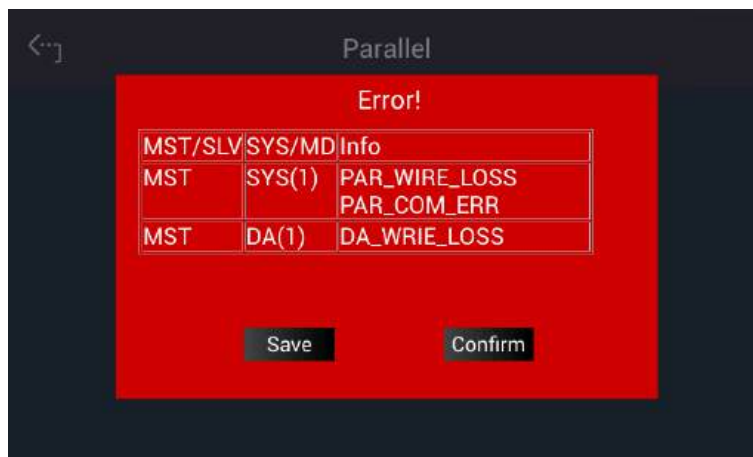 Parallel
Error!
MST/SLV SYS/MD Info
MST SYS(1) PAR_WIRE_LOSS
PAR_COM_ERR
MST DA(1) DA_WRIE_LOSS
Save Confirm